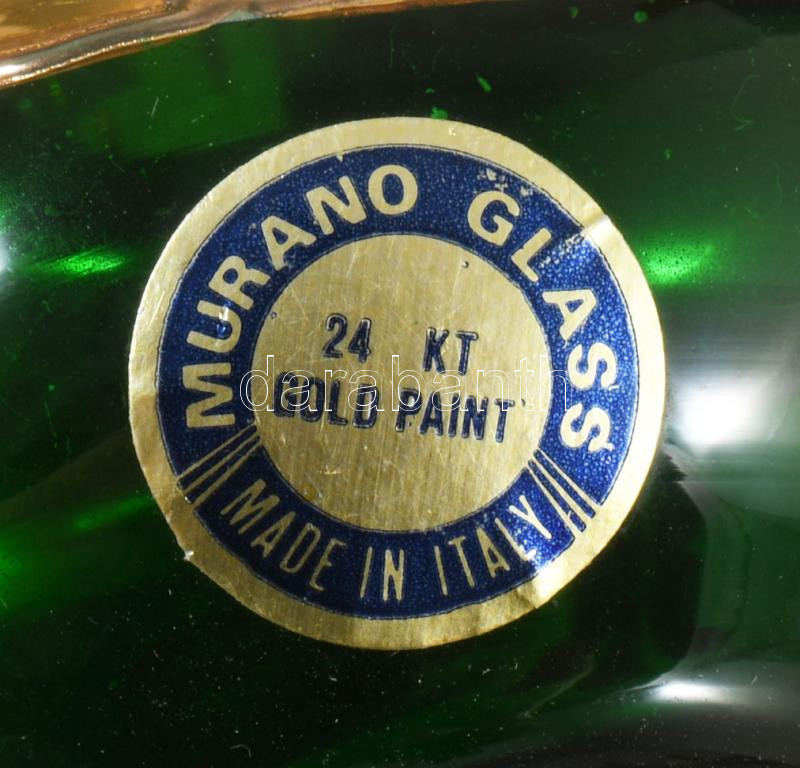 MURANO GLASS
24 KT
GOLD PAINT
darabanth
MADE IN ITALY